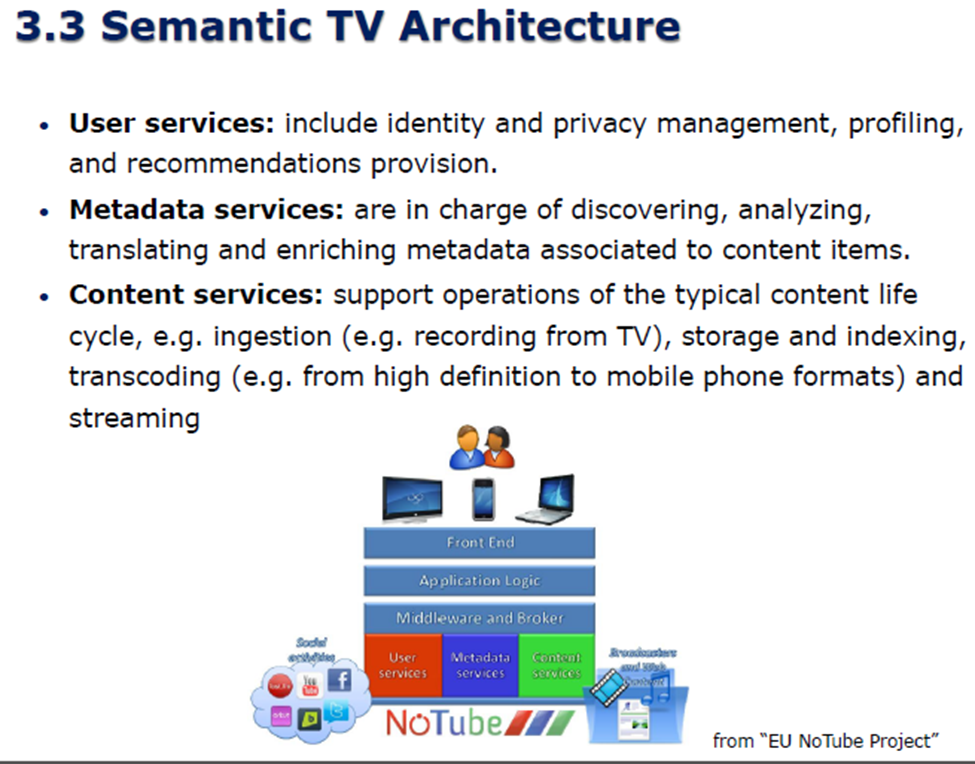 3.3 Semantic TV Architecture
• User services: include identity and privacy management, profiling,
and recommendations provision.
• Metadata services: are in charge of discovering, analyzing,
translating and enriching metadata associated to content items.
• Content services: support operations of the typical content life
cycle, e.g. ingestion (e.g. recording from TV), storage and indexing,
transcoding (e.g. from high definition to mobile phone formats) and
streaming
Front End
Application Logic
Middleware and Broker
Social
activities
User
services
Metadata
services
Content
services
Broadcasters
and Web
Content
You
Tube
f
NoTube
from “EU NoTube Project”